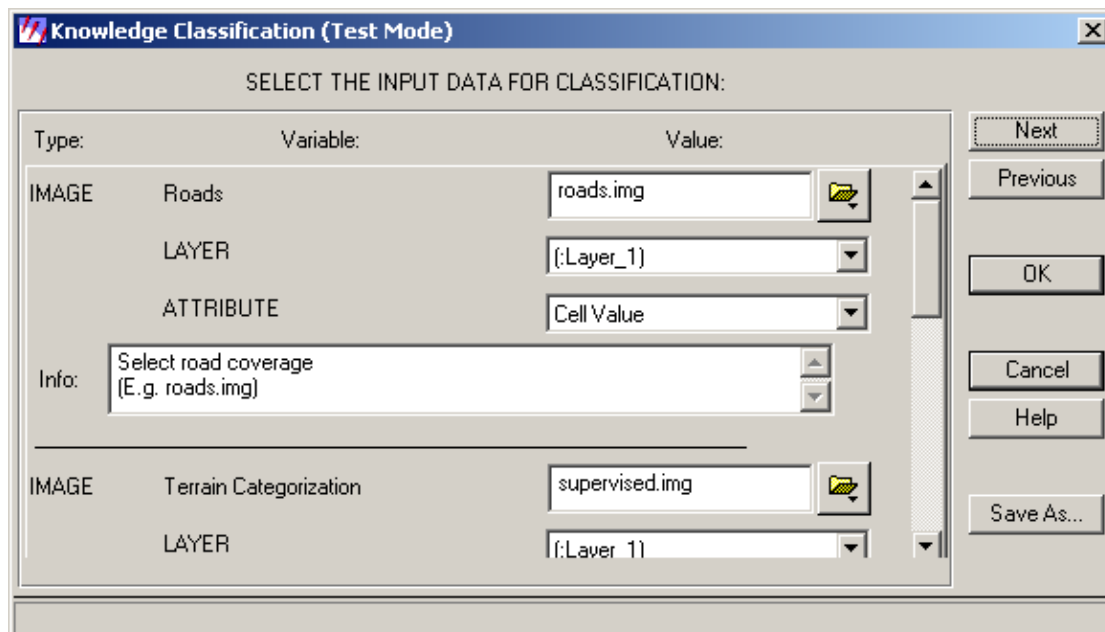 Knowledge Classification (Test Mode)
SELECT THE INPUT DATA FOR CLASSIFICATION:
Type: Variable: Value:
IMAGE Roads roads.img
LAYER (:Layer_1)
ATTRIBUTE Cell Value
Info: Select road coverage
(E.g. roads.img)
IMAGE Terrain Categorization supervised.img
LAYER (:Layer_1)
Next
Previous
OK
Cancel
Help
Save As...